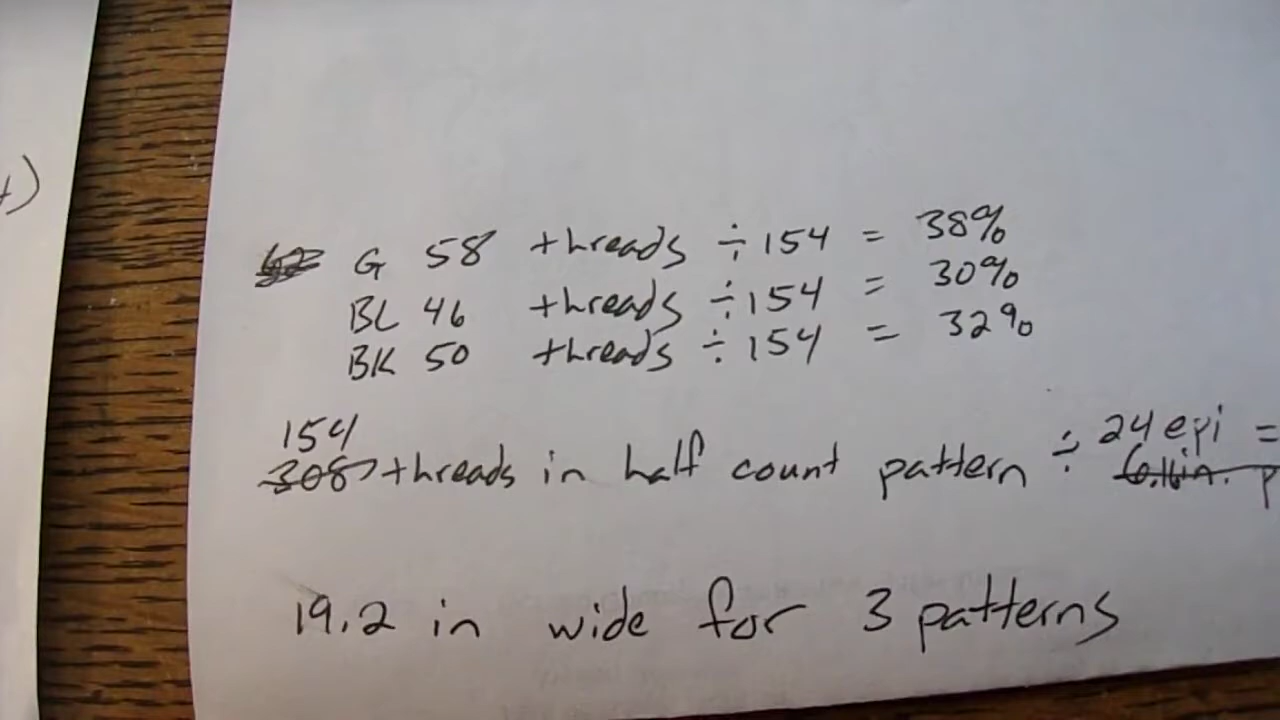 G 58 threads ÷ 154 = 38%
BL 46 threads ÷ 154 = 30%
BK 50 threads ÷ 154 = 32%
154
308 threads in half count pattern ÷ 24 epi =
19.2 in wide for 3 patterns